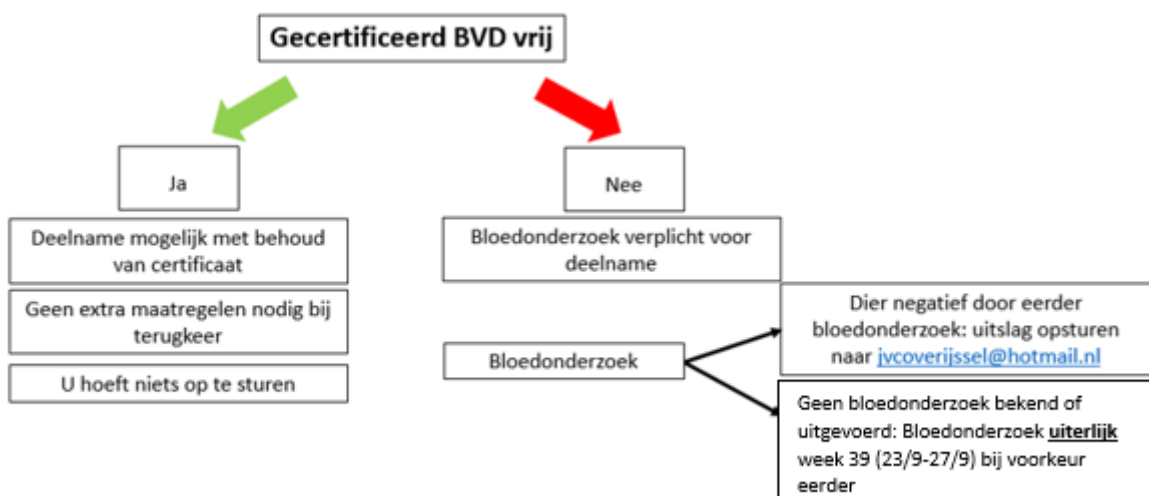 Gecertificeerd BVD vrij
Ja
Deelname mogelijk met behoud
van certificaat
Geen extra maatregelen nodig bij
terugkeer
U hoeft niets op te sturen
Nee
Bloedonderzoek verplicht voor
deelname
Bloedonderzoek
Dier negatief door eerder
bloedonderzoek: uitslag opsturen
naar jvcoverijssel@hotmail.nl
Geen bloedonderzoek bekend of
uitgevoerd: Bloedonderzoek uiterlijk
week 39 (23/9-27/9) bij voorkeur
eerder